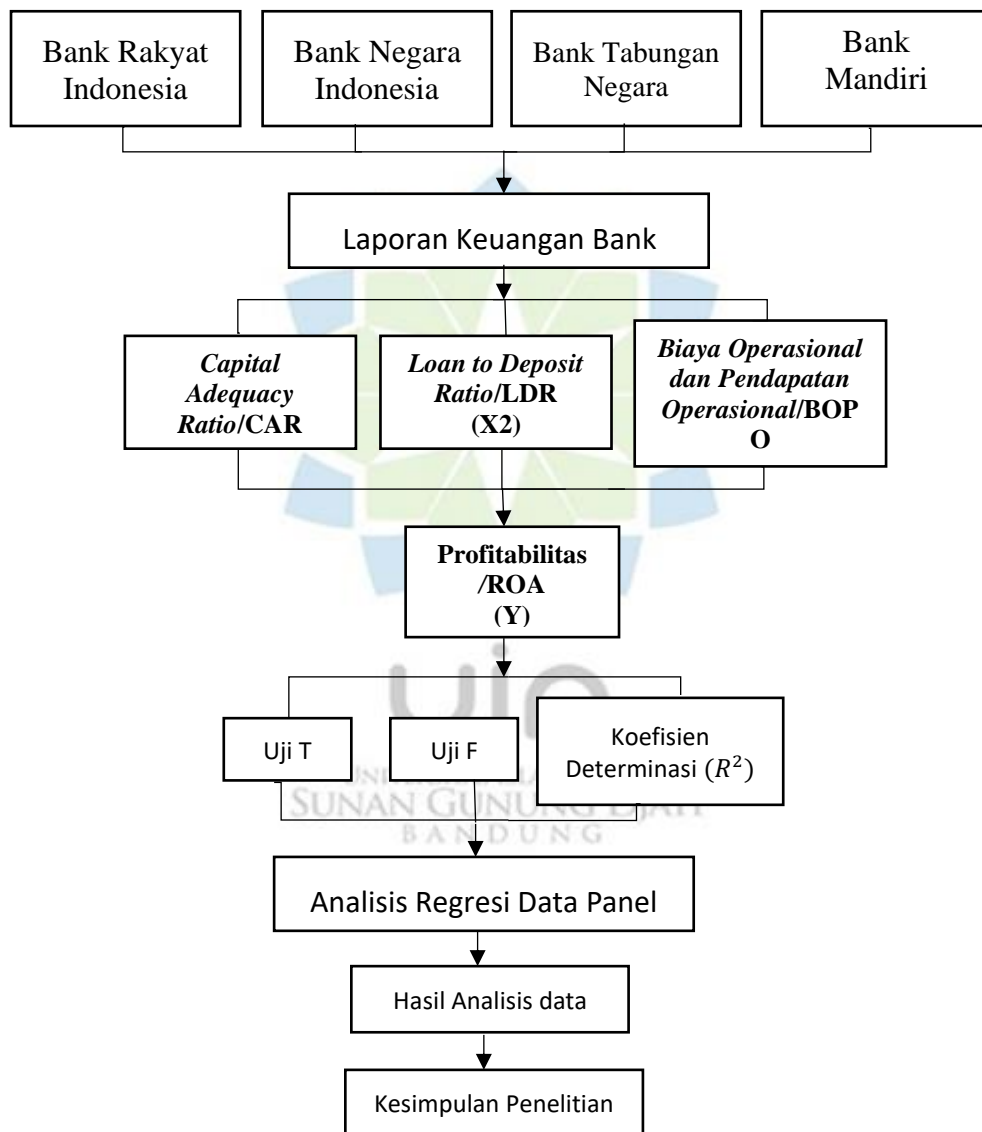 Bank Rakyat
Indonesia
Bank Negara
Indonesia
Bank Tabungan
Negara
Bank
Mandiri
Laporan Keuangan Bank
Capital
Adequacy
Ratio/CAR
Loan to Deposit
Ratio/LDR
(X2)
Biaya Operasional
dan Pendapatan
Operasional/BOP
O
Profitabilitas
/ROA
(Y)
uin
Uji T
Uji F
Koefisien
Determinasi (𝑅²)
SUNAN GUNUNG DJATI
BANDUNG
Analisis Regresi Data Panel
Hasil Analisis data
Kesimpulan Penelitian